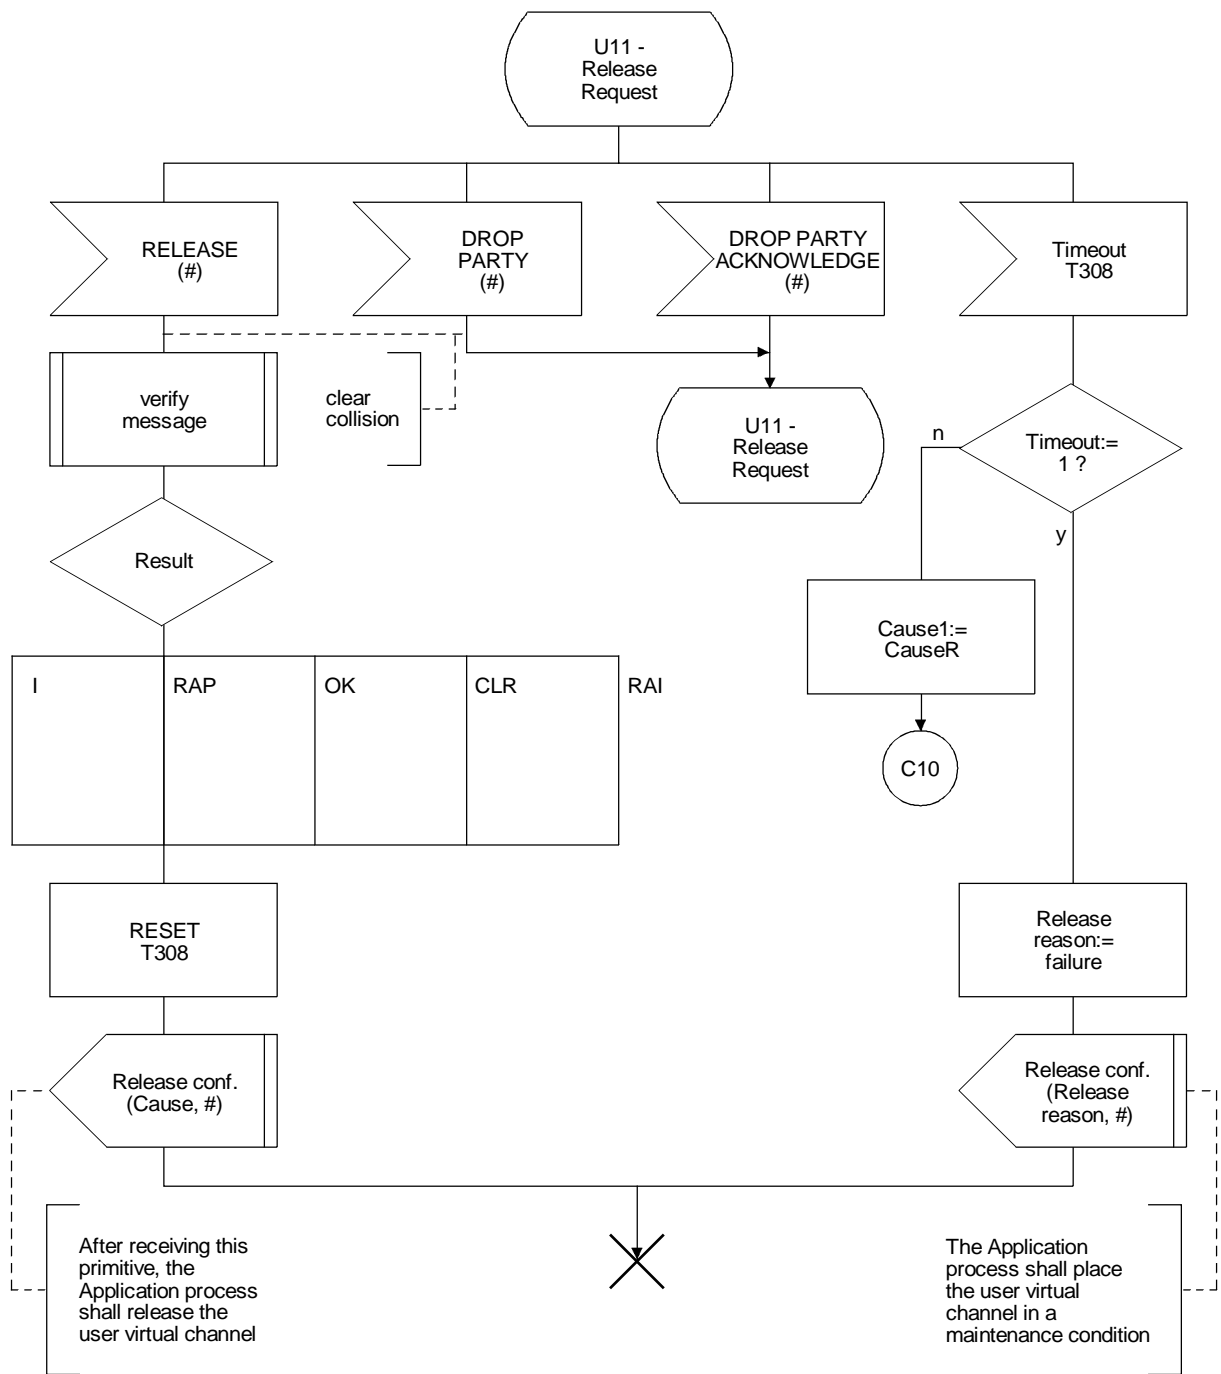 U11 -
Release
Request
RELEASE
(#)
DROP
PARTY
(#)
DROP PARTY
ACKNOWLEDGE
(#)
Timeout
T308
verify
message
clear
collision
U11 -
Release
Request
n
Timeout:=
1 ?
y
Result
Cause1:=
CauseR
I
RAP
OK
CLR
RAI
C10
RESET
T308
Release
reason:=
failure
Release conf.
(Cause, #)
Release conf.
(Release
reason, #)
After receiving this
primitive, the
Application process
shall release the
user virtual channel
The Application
process shall place
the user virtual
channel in a
maintenance condition